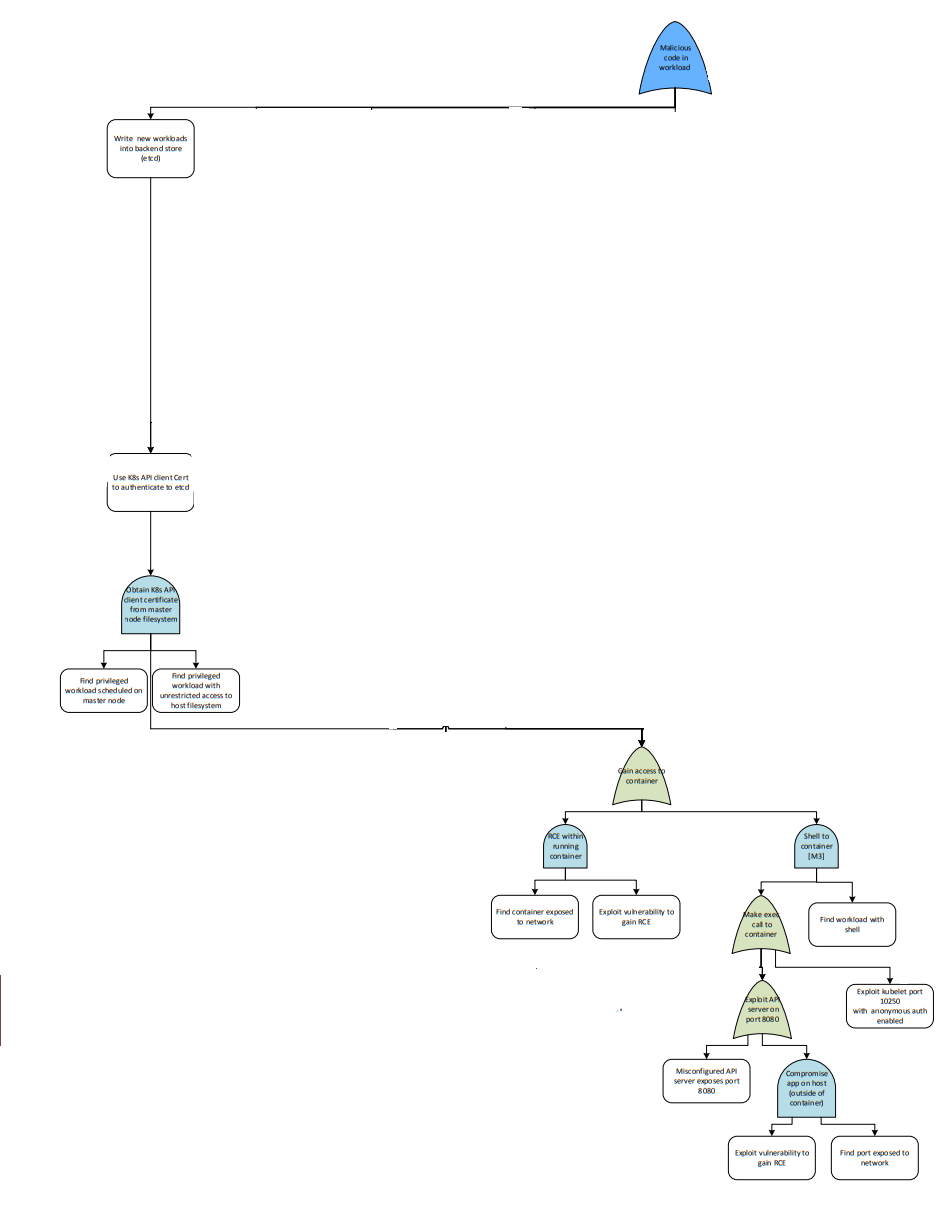 Malicious
code in
workload
Write new workloads
into backend store
(etcd)
Use K8s API client Cert
to authenticate to etcd
Obtain K8s API
client certificate
from master
node filesystem
Find privileged
workload scheduled on
master node
Find privileged
workload with
unrestricted access to
host filesystem
Gain access to
container
RCE within
running
container
Shell to
container
[M3]
Find container exposed
to network
Exploit vulnerability to
gain RCE
Make exec
call to
container
Find workload with
shell
Exploit API
server on
port 8080
Exploit kubelet port
10250
with anonymous auth
enabled
Misconfigured API
server exposes port
8080
Compromise
app on host
(outside of
container)
Exploit vulnerability to
gain RCE
Find port exposed to
network